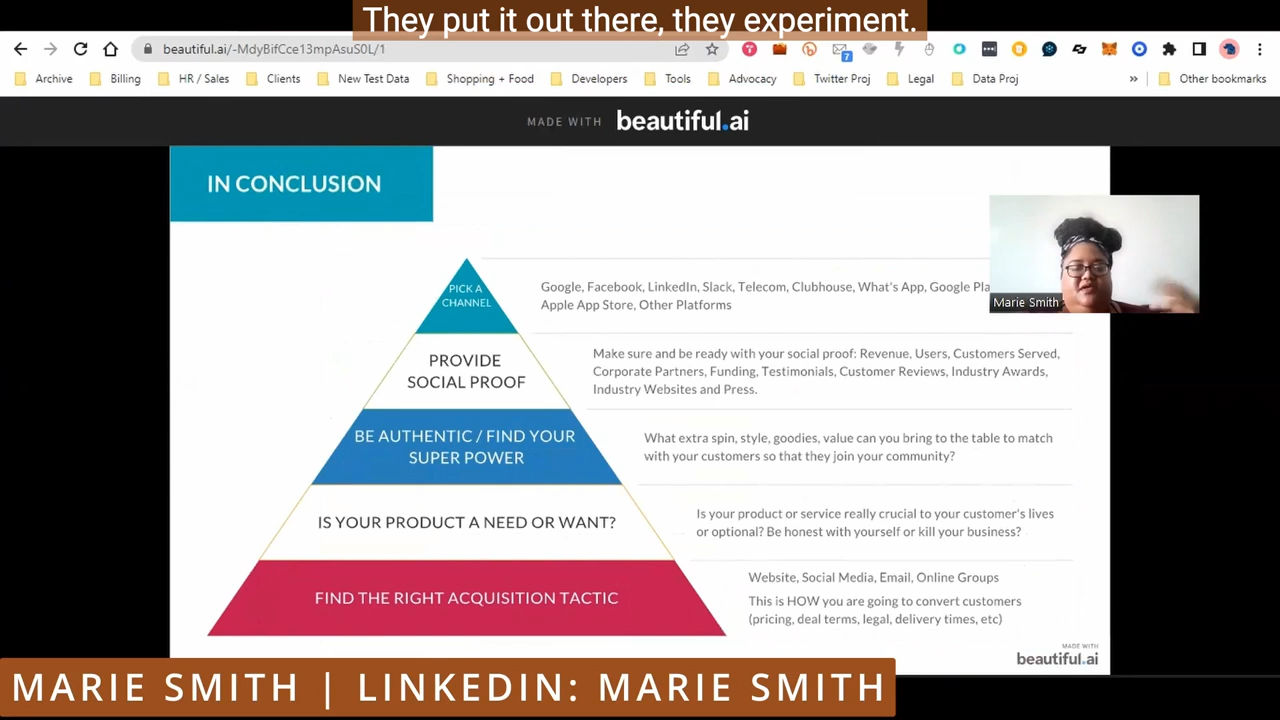 They put it out there, they experiment.
beautiful.ai/-MdyBifCce13mpAsuS0L/1
7
Archive Billing HR / Sales Clients New Test Data Shopping + Food Developers Tools Advocacy Twitter Proj Legal Data Proj » Other bookmarks
MADE WITH beautiful.ai
IN CONCLUSION
PICK A
CHANNEL
Google, Facebook, LinkedIn, Slack, Telecom, Clubhouse, What's App, Google
Apple App Store, Other Platforms
Marie Smith
PROVIDE
SOCIAL PROOF
Make sure and be ready with your social proof: Revenue, Users, Customers Served,
Corporate Partners, Funding, Testimonials, Customer Reviews, Industry Awards,
Industry Websites and Press.
BE AUTHENTIC / FIND YOUR
SUPER POWER
What extra spin, style, goodies, value can you bring to the table to match
with your customers so that they join your community?
IS YOUR PRODUCT A NEED OR WANT?
Is your product or service really crucial to your customer's lives
or optional? Be honest with yourself or kill your business?
FIND THE RIGHT ACQUISITION TACTIC
Website, Social Media, Email, Online Groups
This is HOW you are going to convert customers
(pricing, deal terms, legal, delivery times, etc)
MADE WITH
beautiful.ai
MARIE SMITH | LINKEDIN: MARIE SMITH